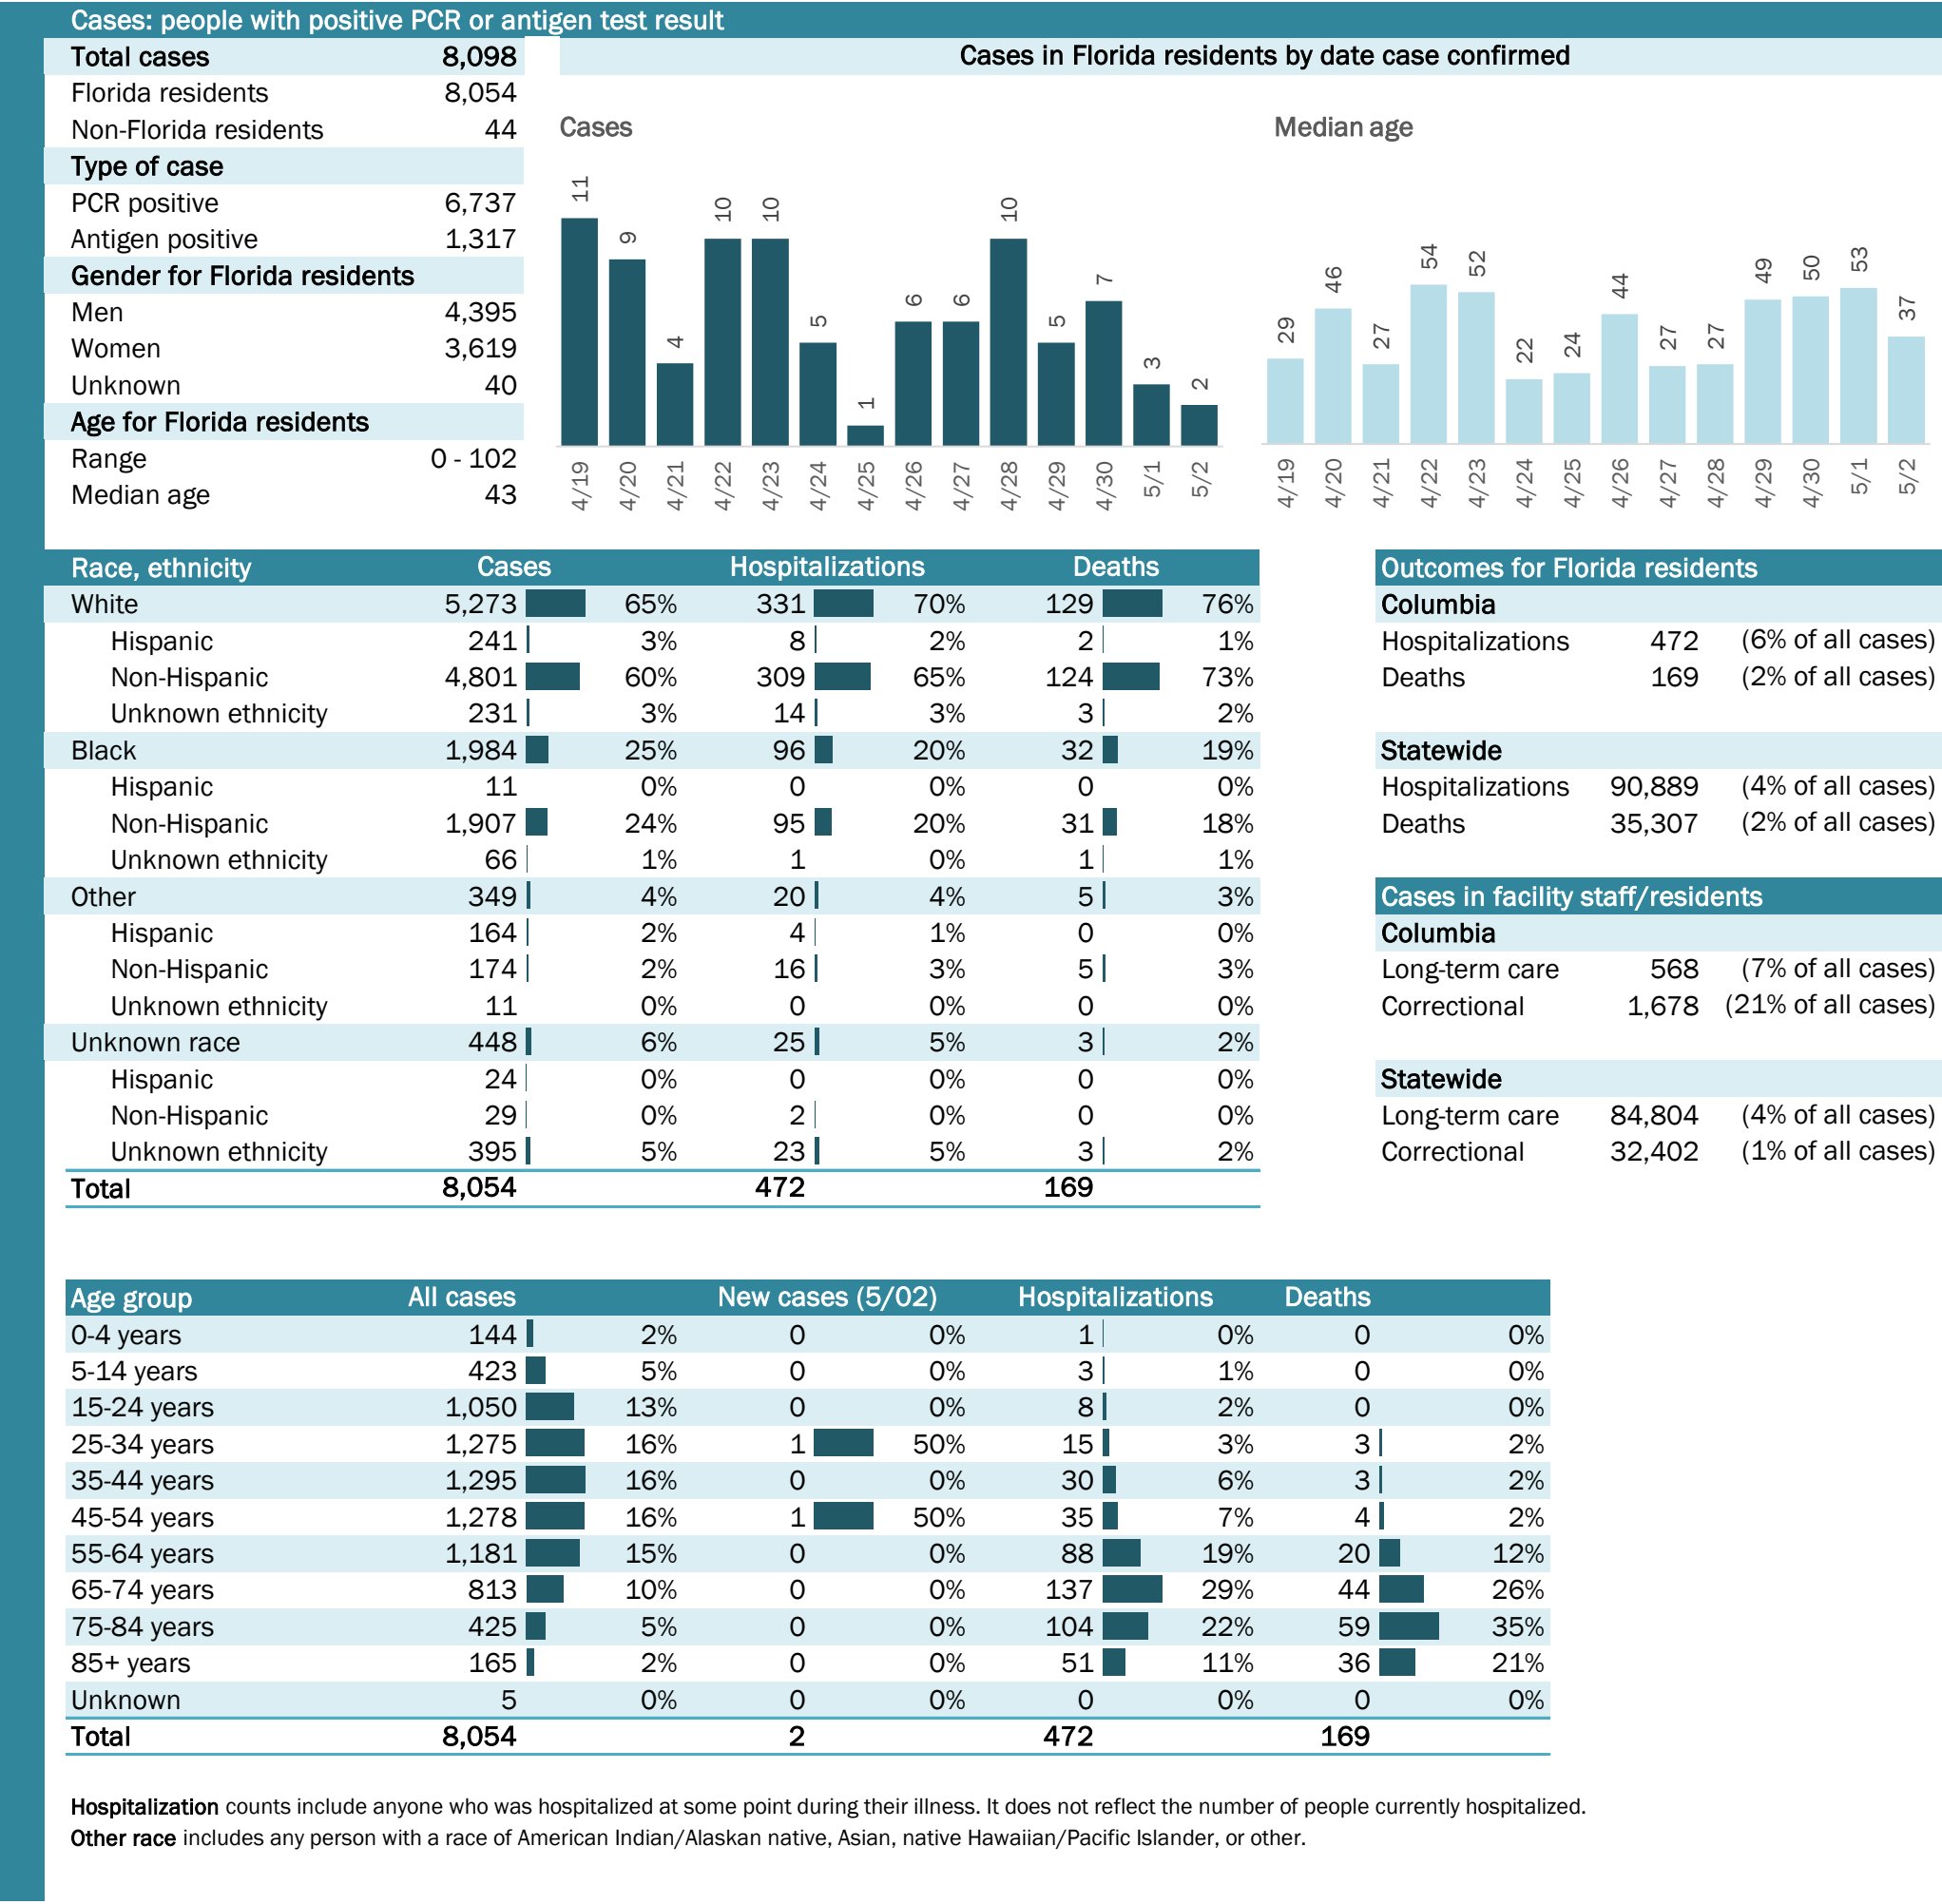 Cases: people with positive PCR or antigen test result
Total cases 8,098
Florida residents 8,054
Non-Florida residents 44
Type of case
PCR positive 6,737
Antigen positive 1,317
Gender for Florida residents
Men 4,395
Women 3,619
Unknown 40
Age for Florida residents
Range 0 - 102
Median age 43
Cases in Florida residents by date case confirmed
Cases
11 9 4 10 10 5 1 6 6 10 5 7 3 2
4/19 4/20 4/21 4/22 4/23 4/24 4/25 4/26 4/27 4/28 4/29 4/30 5/1 5/2
Median age
29 46 27 54 52 22 24 44 27 27 49 50 53 37
4/19 4/20 4/21 4/22 4/23 4/24 4/25 4/26 4/27 4/28 4/29 4/30 5/1 5/2
Race, ethnicity Cases Hospitalizations Deaths
White 5,273 65% 331 70% 129 76%
Hispanic 241 3% 8 2% 2 1%
Non-Hispanic 4,801 60% 309 65% 124 73%
Unknown ethnicity 231 3% 14 3% 3 2%
Black 1,984 25% 96 20% 32 19%
Hispanic 11 0% 0 0% 0 0%
Non-Hispanic 1,907 24% 95 20% 31 18%
Unknown ethnicity 66 1% 1 0% 1 1%
Other 349 4% 20 4% 5 3%
Hispanic 164 2% 4 1% 0 0%
Non-Hispanic 174 2% 16 3% 5 3%
Unknown ethnicity 11 0% 0 0% 0 0%
Unknown race 448 6% 25 5% 3 2%
Hispanic 24 0% 0 0% 0 0%
Non-Hispanic 29 0% 2 0% 0 0%
Unknown ethnicity 395 5% 23 5% 3 2%
Total 8,054 472 169
Outcomes for Florida residents
Columbia
Hospitalizations 472 (6% of all cases)
Deaths 169 (2% of all cases)
Statewide
Hospitalizations 90,889 (4% of all cases)
Deaths 35,307 (2% of all cases)
Cases in facility staff/residents
Columbia
Long-term care 568 (7% of all cases)
Correctional 1,678 (21% of all cases)
Statewide
Long-term care 84,804 (4% of all cases)
Correctional 32,402 (1% of all cases)
Age group All cases New cases (5/02) Hospitalizations Deaths
0-4 years 144 2% 0 0% 1 0% 0 0%
5-14 years 423 5% 0 0% 3 1% 0 0%
15-24 years 1,050 13% 0 0% 8 2% 0 0%
25-34 years 1,275 16% 1 50% 15 3% 3 2%
35-44 years 1,295 16% 0 0% 30 6% 3 2%
45-54 years 1,278 16% 1 50% 35 7% 4 2%
55-64 years 1,181 15% 0 0% 88 19% 20 12%
65-74 years 813 10% 0 0% 137 29% 44 26%
75-84 years 425 5% 0 0% 104 22% 59 35%
85+ years 165 2% 0 0% 51 11% 36 21%
Unknown 5 0% 0 0% 0 0% 0 0%
Total 8,054 2 472 169
Hospitalization counts include anyone who was hospitalized at some point during their illness. It does not reflect the number of people currently hospitalized.
Other race includes any person with a race of American Indian/Alaskan native, Asian, native Hawaiian/Pacific Islander, or other.